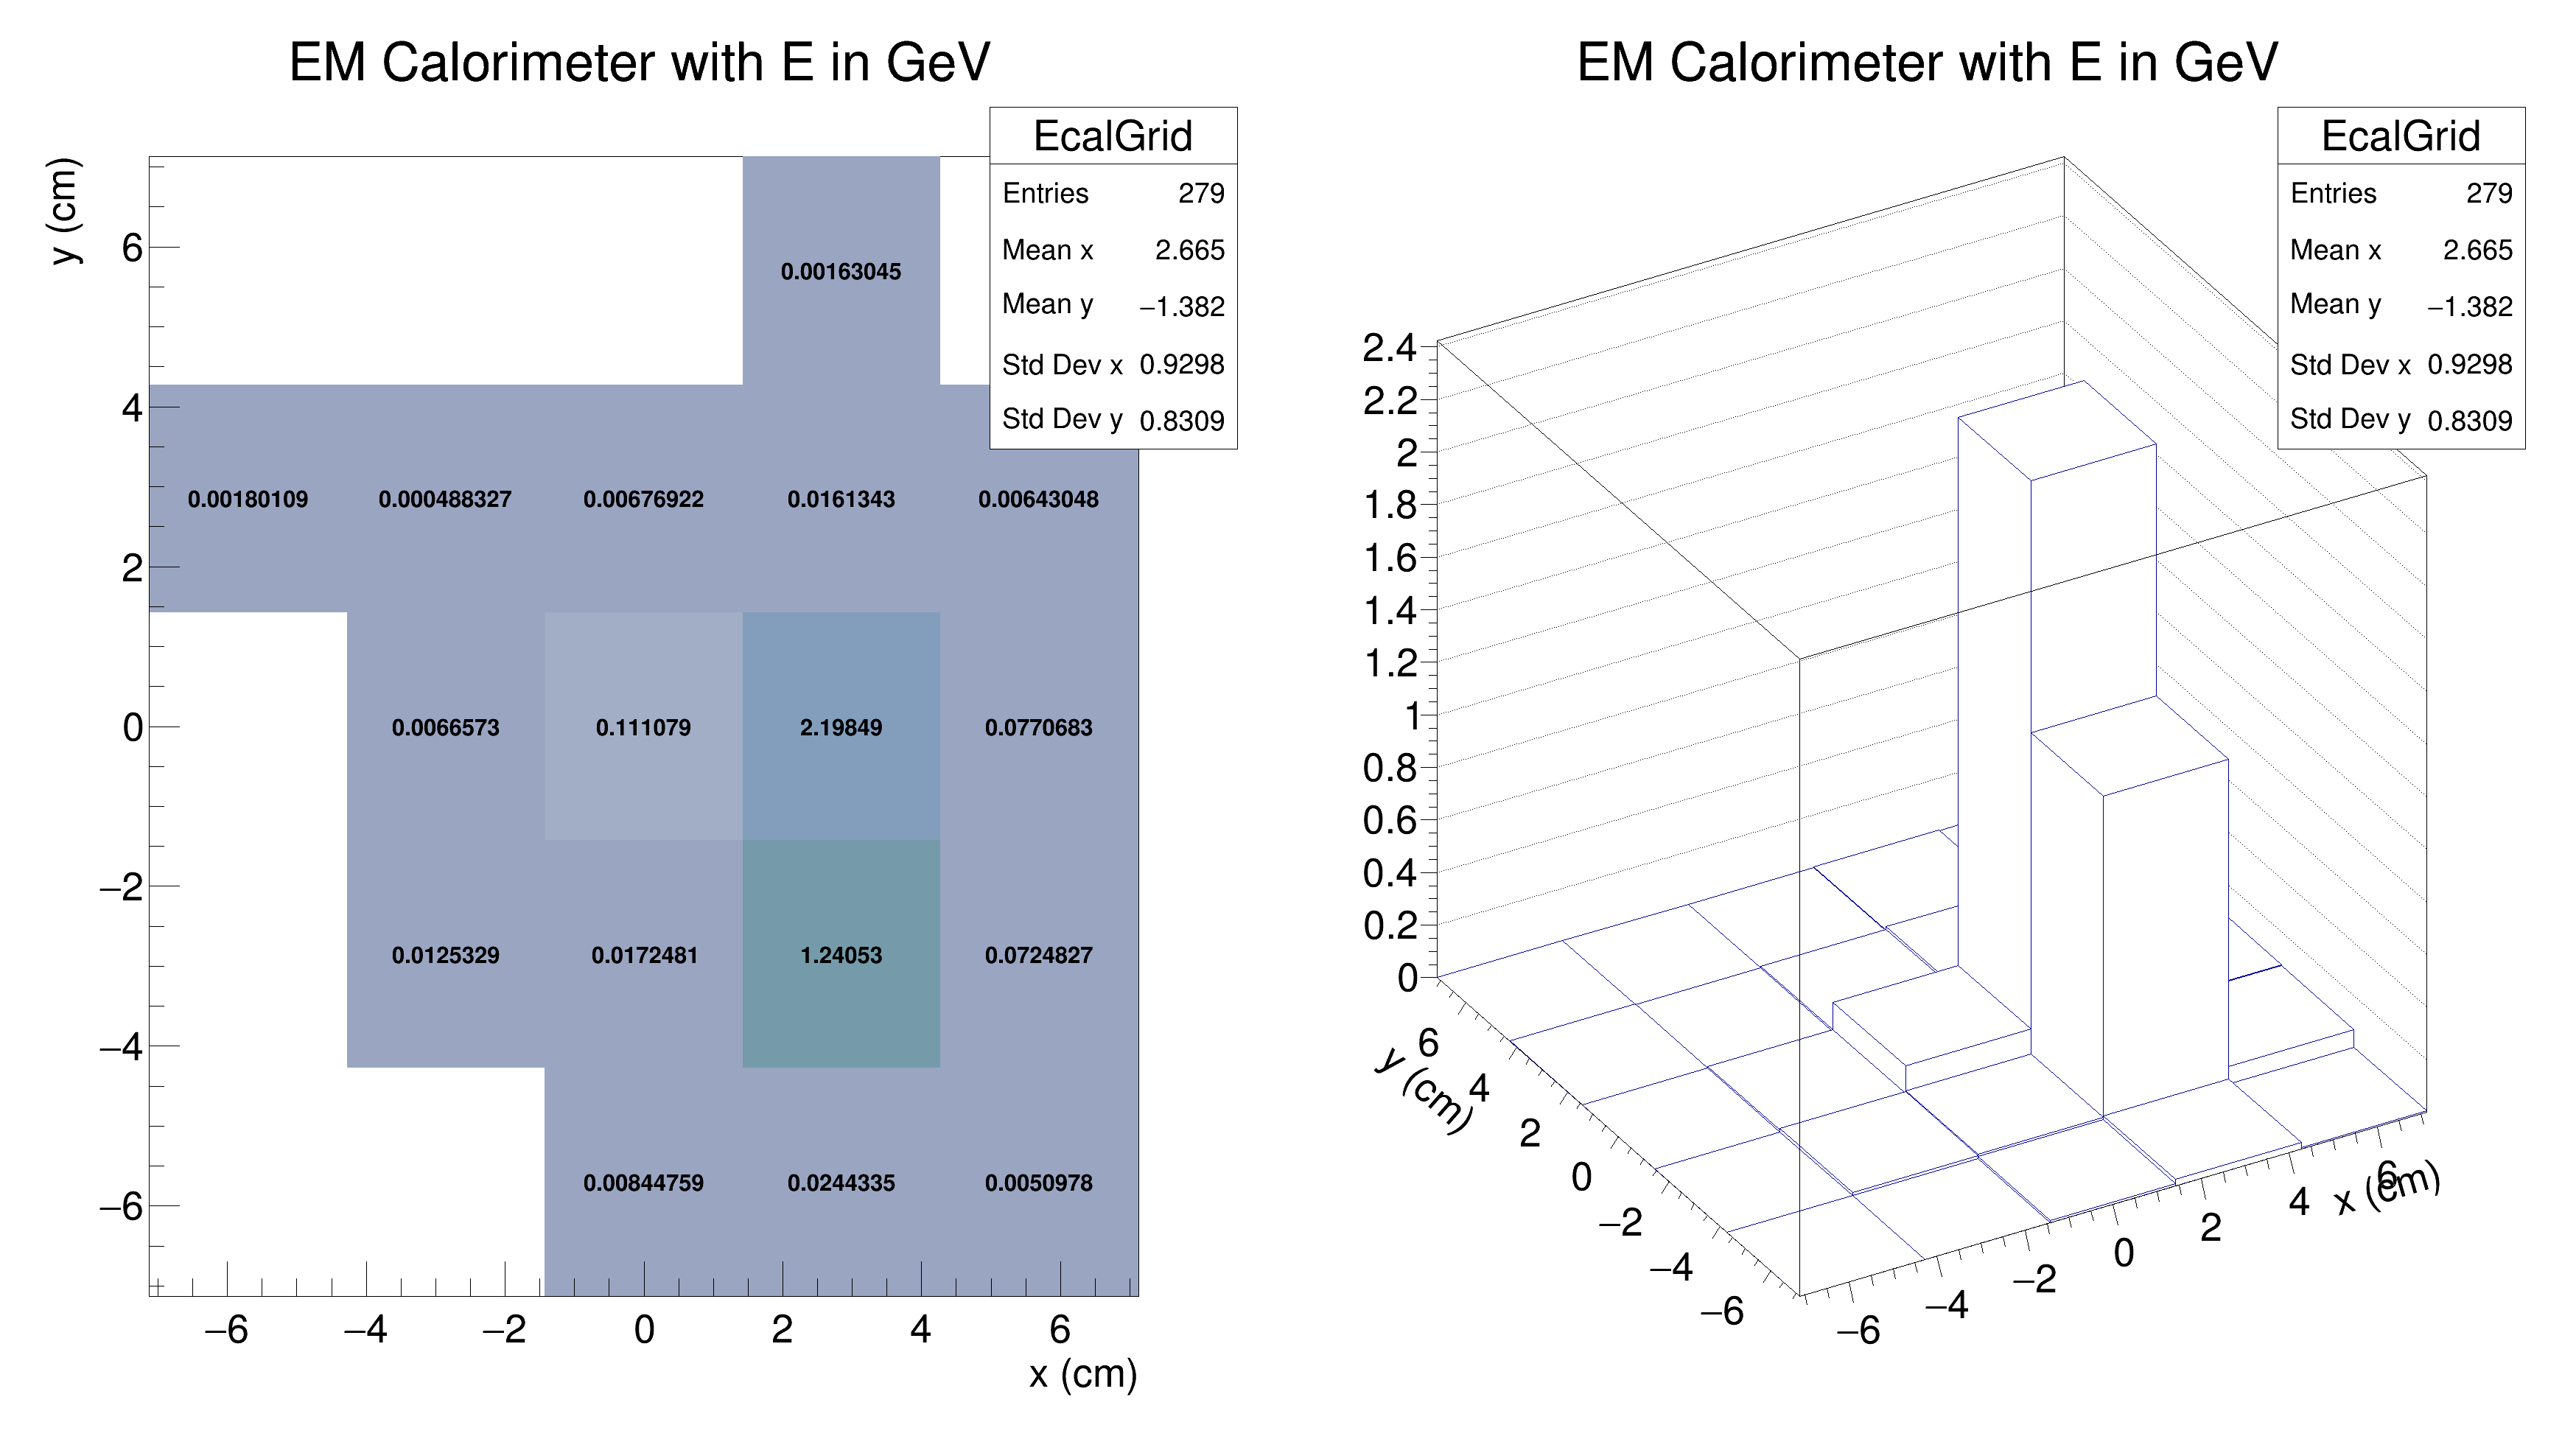 EM Calorimeter with E in GeV
EcalGrid
Entries 279
Mean x 2.665
Mean y −1.382
Std Dev x 0.9298
Std Dev y 0.8309
y (cm)
6
4
2
0
−2
−4
−6
0.00163045
0.00180109 0.000488327 0.00676922 0.0161343 0.00643048
0.0066573 0.111079 2.19849 0.0770683
0.0125329 0.0172481 1.24053 0.0724827
0.00844759 0.0244335 0.0050978
−6 −4 −2 0 2 4 6
x (cm)
EM Calorimeter with E in GeV
EcalGrid
Entries 279
Mean x 2.665
Mean y −1.382
Std Dev x 0.9298
Std Dev y 0.8309
2.4
2.2
2
1.8
1.6
1.4
1.2
1
0.8
0.6
0.4
0.2
0
y (cm)
6
4
2
0
−2
−4
−6
−6 −4 −2 0 2 4 6
x (cm)